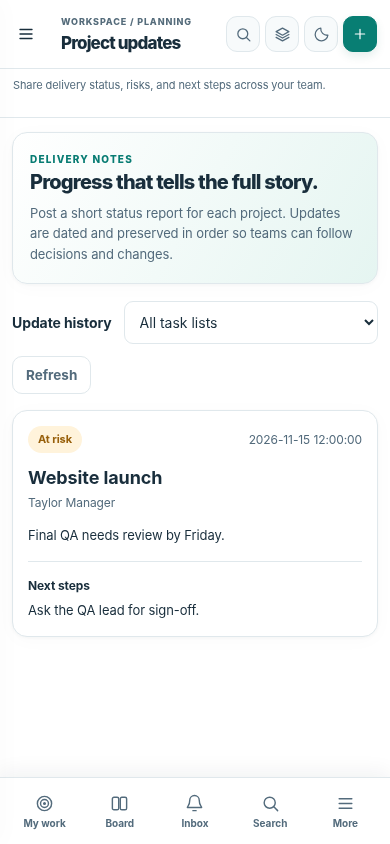 WORKSPACE / PLANNING
Project updates
Share delivery status, risks, and next steps across your team.
DELIVERY NOTES
Progress that tells the full story.
Post a short status report for each project. Updates
are dated and preserved in order so teams can follow
decisions and changes.
Update history
All task lists
Refresh
At risk
2026-11-15 12:00:00
Website launch
Taylor Manager
Final QA needs review by Friday.
Next steps
Ask the QA lead for sign-off.
My work
Board
Inbox
Search
More